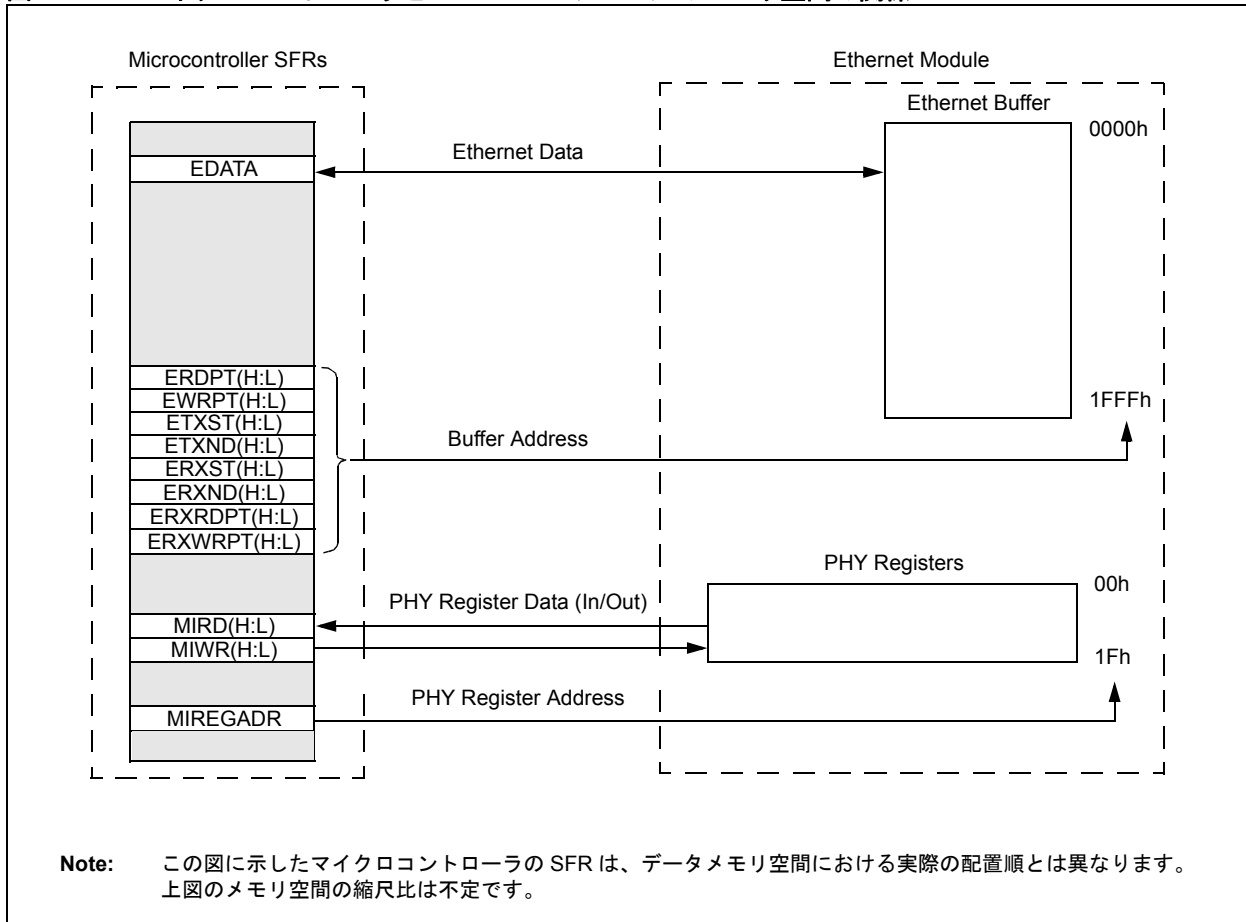 Microcontroller SFRs
Ethernet Module
Ethernet Buffer
0000h
EDATA
Ethernet Data
ERDPT(H:L)
EWRPT(H:L)
ETXST(H:L)
ETXND(H:L)
ERXST(H:L)
ERXND(H:L)
ERXRDPT(H:L)
ERXWRPT(H:L)
Buffer Address
1FFFh
PHY Registers
00h
PHY Register Data (In/Out)
MIRD(H:L)
MIWR(H:L)
1Fh
PHY Register Address
MIREGADR
Note: この図に示したマイクロコントローラの SFR は、データメモリ空間における実際の配置順とは異なります。
上図のメモリ空間の縮尺比は不定です。